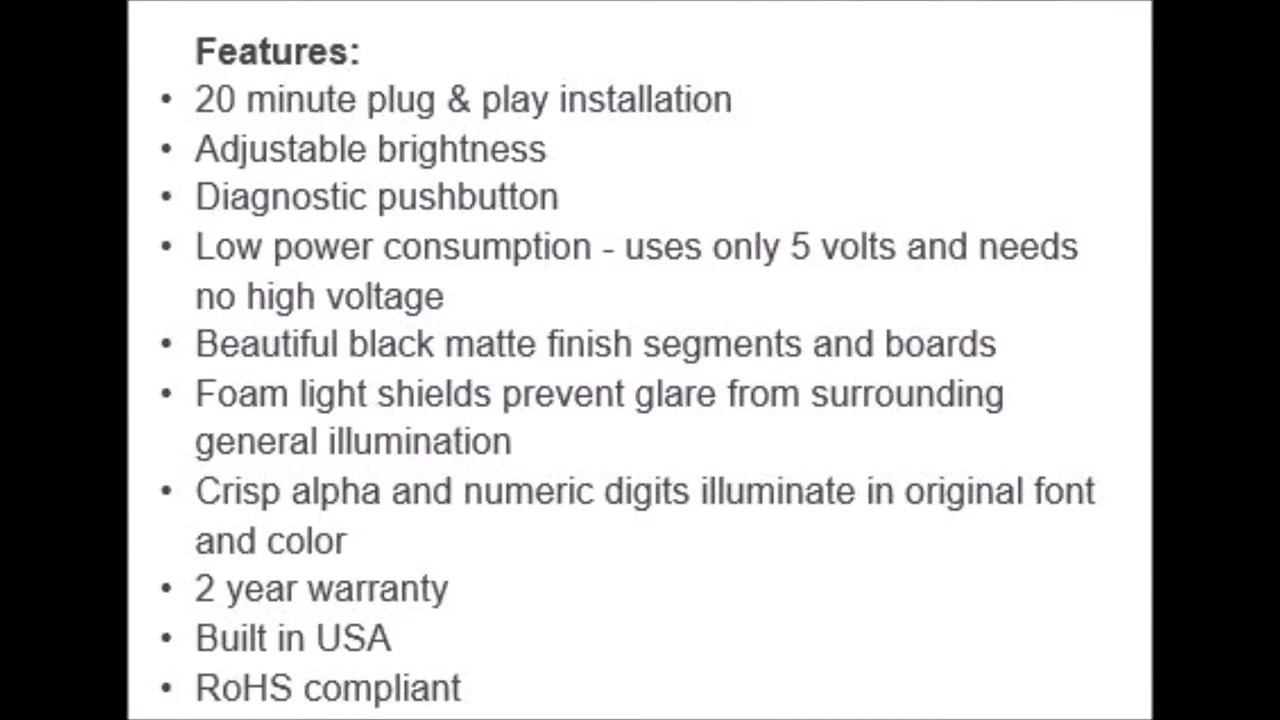 Features:
• 20 minute plug & play installation
• Adjustable brightness
• Diagnostic pushbutton
• Low power consumption - uses only 5 volts and needs
no high voltage
• Beautiful black matte finish segments and boards
• Foam light shields prevent glare from surrounding
general illumination
• Crisp alpha and numeric digits illuminate in original font
and color
• 2 year warranty
• Built in USA
• RoHS compliant